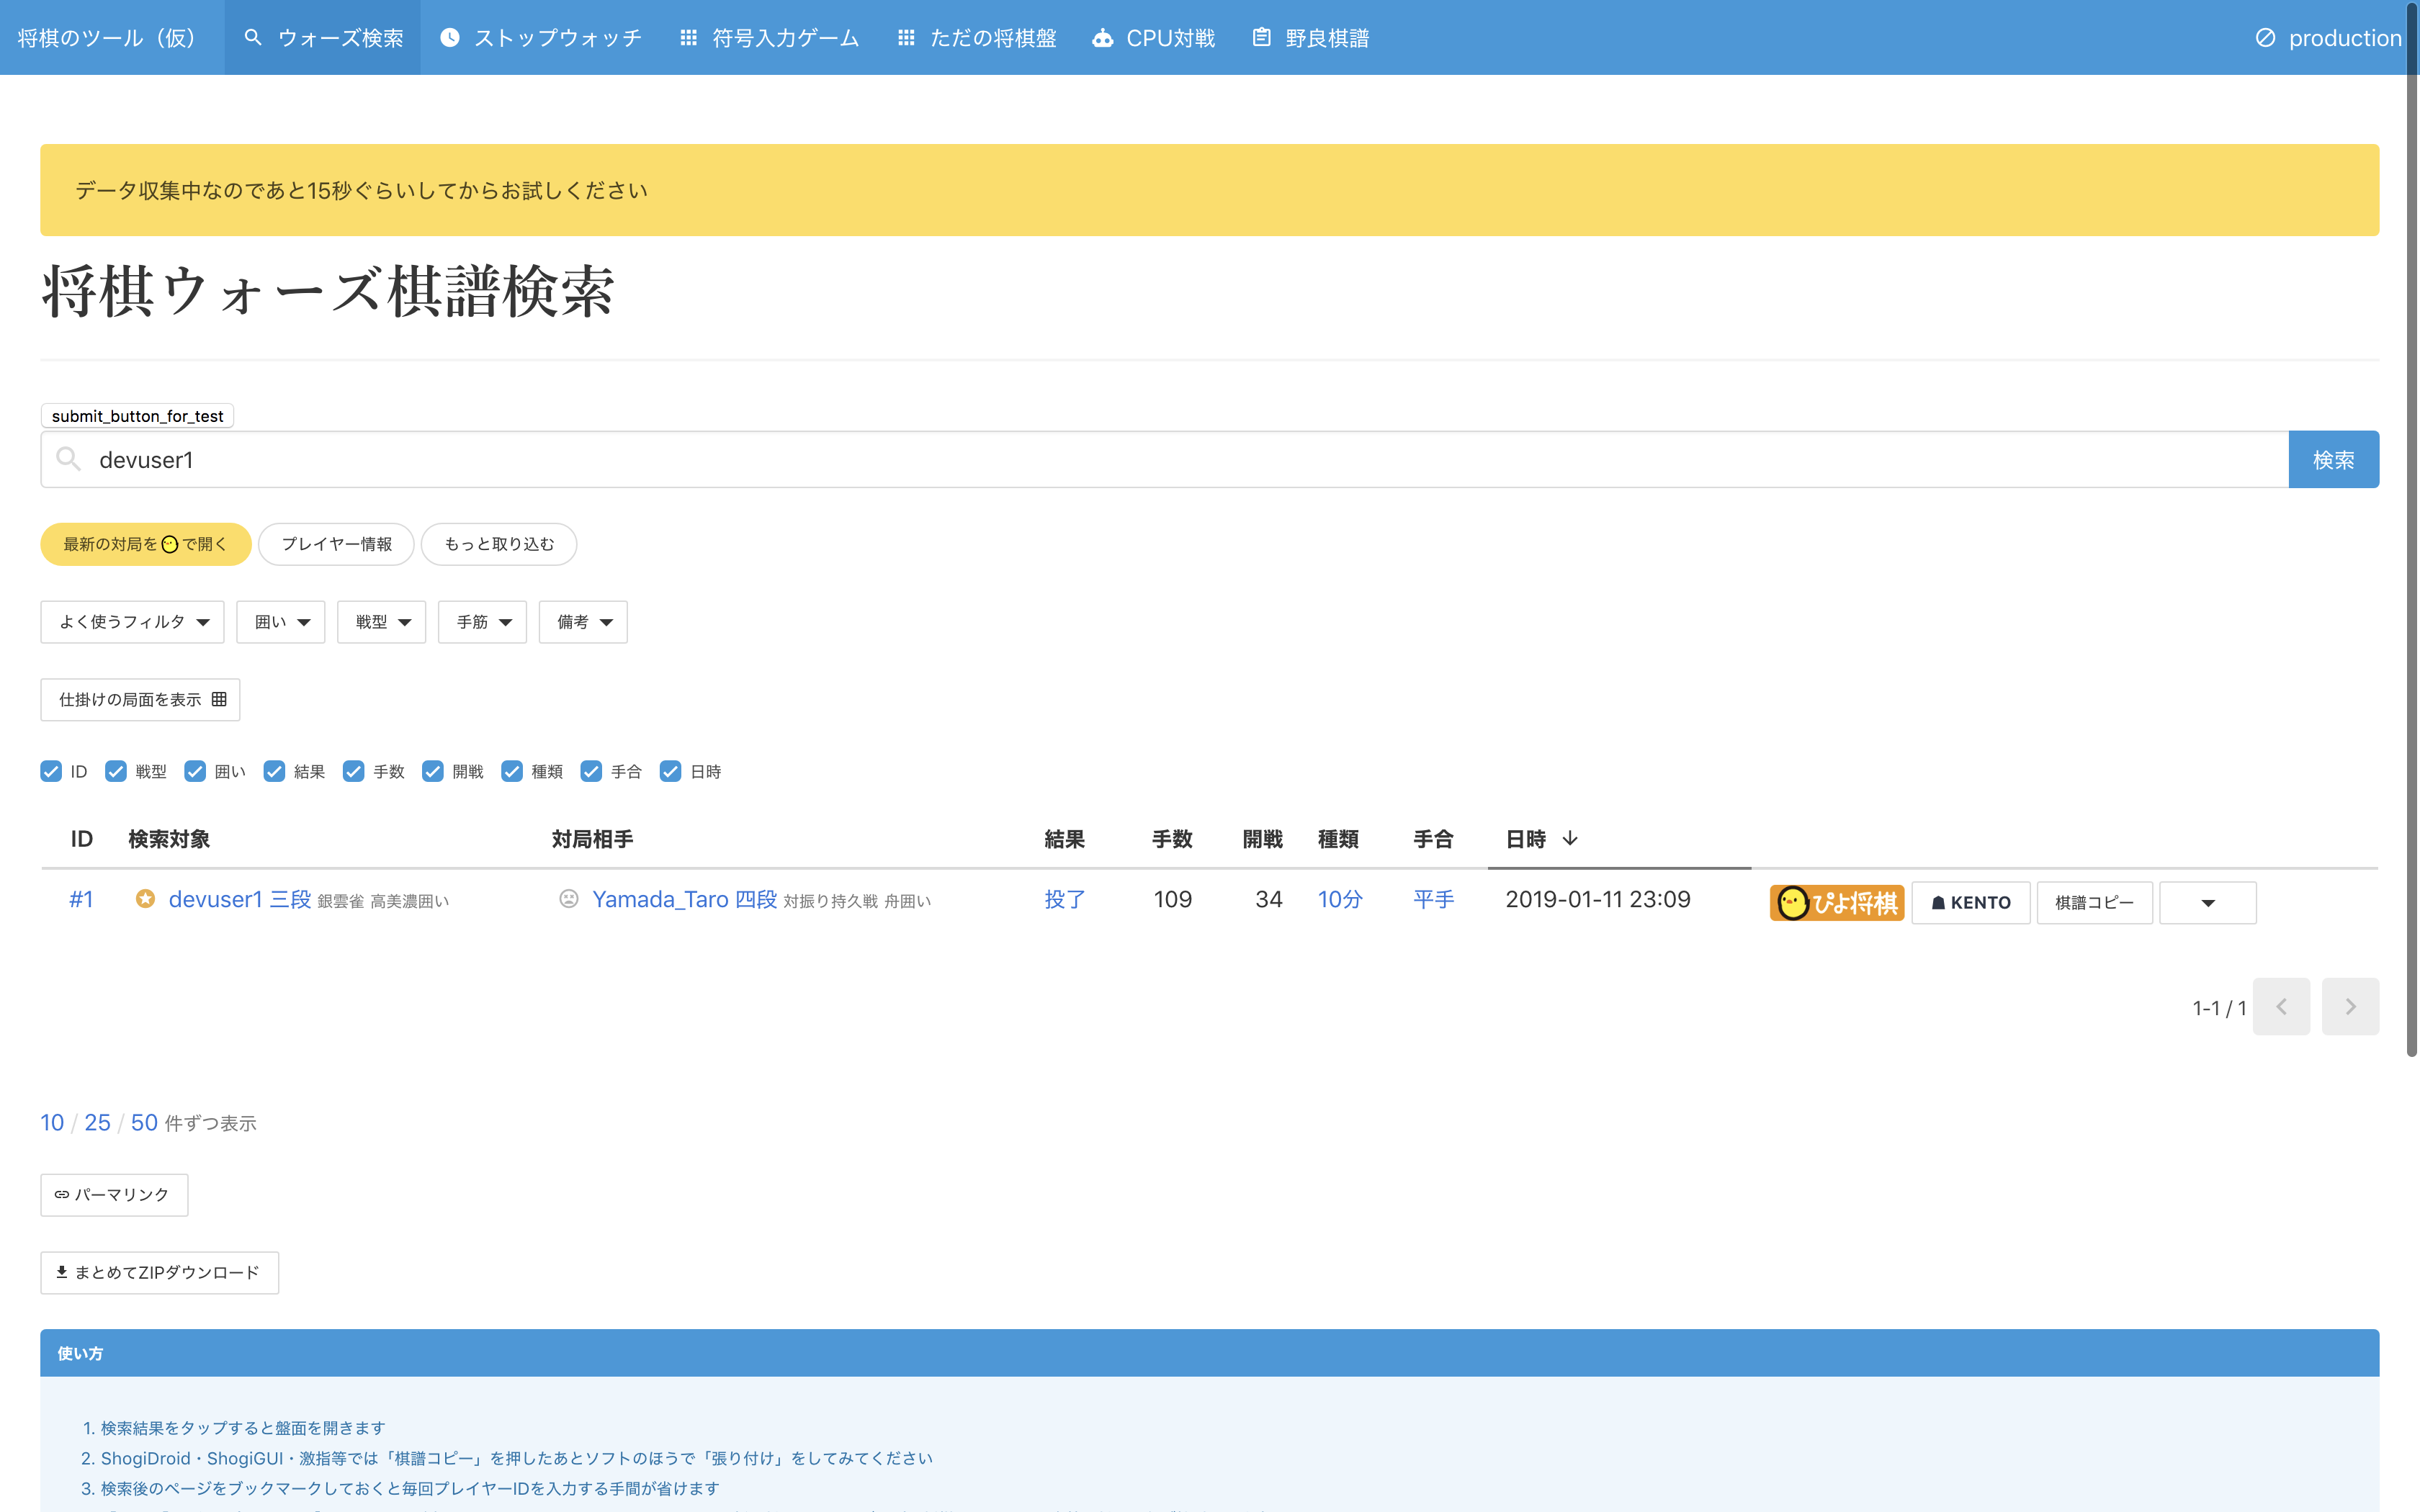 将棋のツール（仮） ウォーズ検索 ストップウォッチ 符号入力ゲーム ただの将棋盤 CPU対戦 野良棋譜 production
データ収集中なのであと15秒ぐらいしてからお試しください
将棋ウォーズ棋譜検索
submit_button_for_test
devuser1 検索
最新の対局を で開く プレイヤー情報 もっと取り込む
よく使うフィルタ 囲い 戦型 手筋 備考
仕掛けの局面を表示
ID 戦型 囲い 結果 手数 開戦 種類 手合 日時
ID 検索対象 対局相手 結果 手数 開戦 種類 手合 日時
#1 devuser1 三段 銀雲雀 高美濃囲い Yamada_Taro 四段 対振り持久戦 舟囲い 投了 109 34 10分 平手 2019-01-11 23:09 ぴよ将棋 KENTO 棋譜コピー
1-1 / 1
10 / 25 / 50 件ずつ表示
パーマリンク
まとめてZIPダウンロード
使い方
1. 検索結果をタップすると盤面を開きます
2. ShogiDroid・ShogiGUI・激指等では「棋譜コピー」を押したあとソフトのほうで「張り付け」をしてみてください
3. 検索後のページをブックマークしておくと毎回プレイヤーIDを入力する手間が省けます